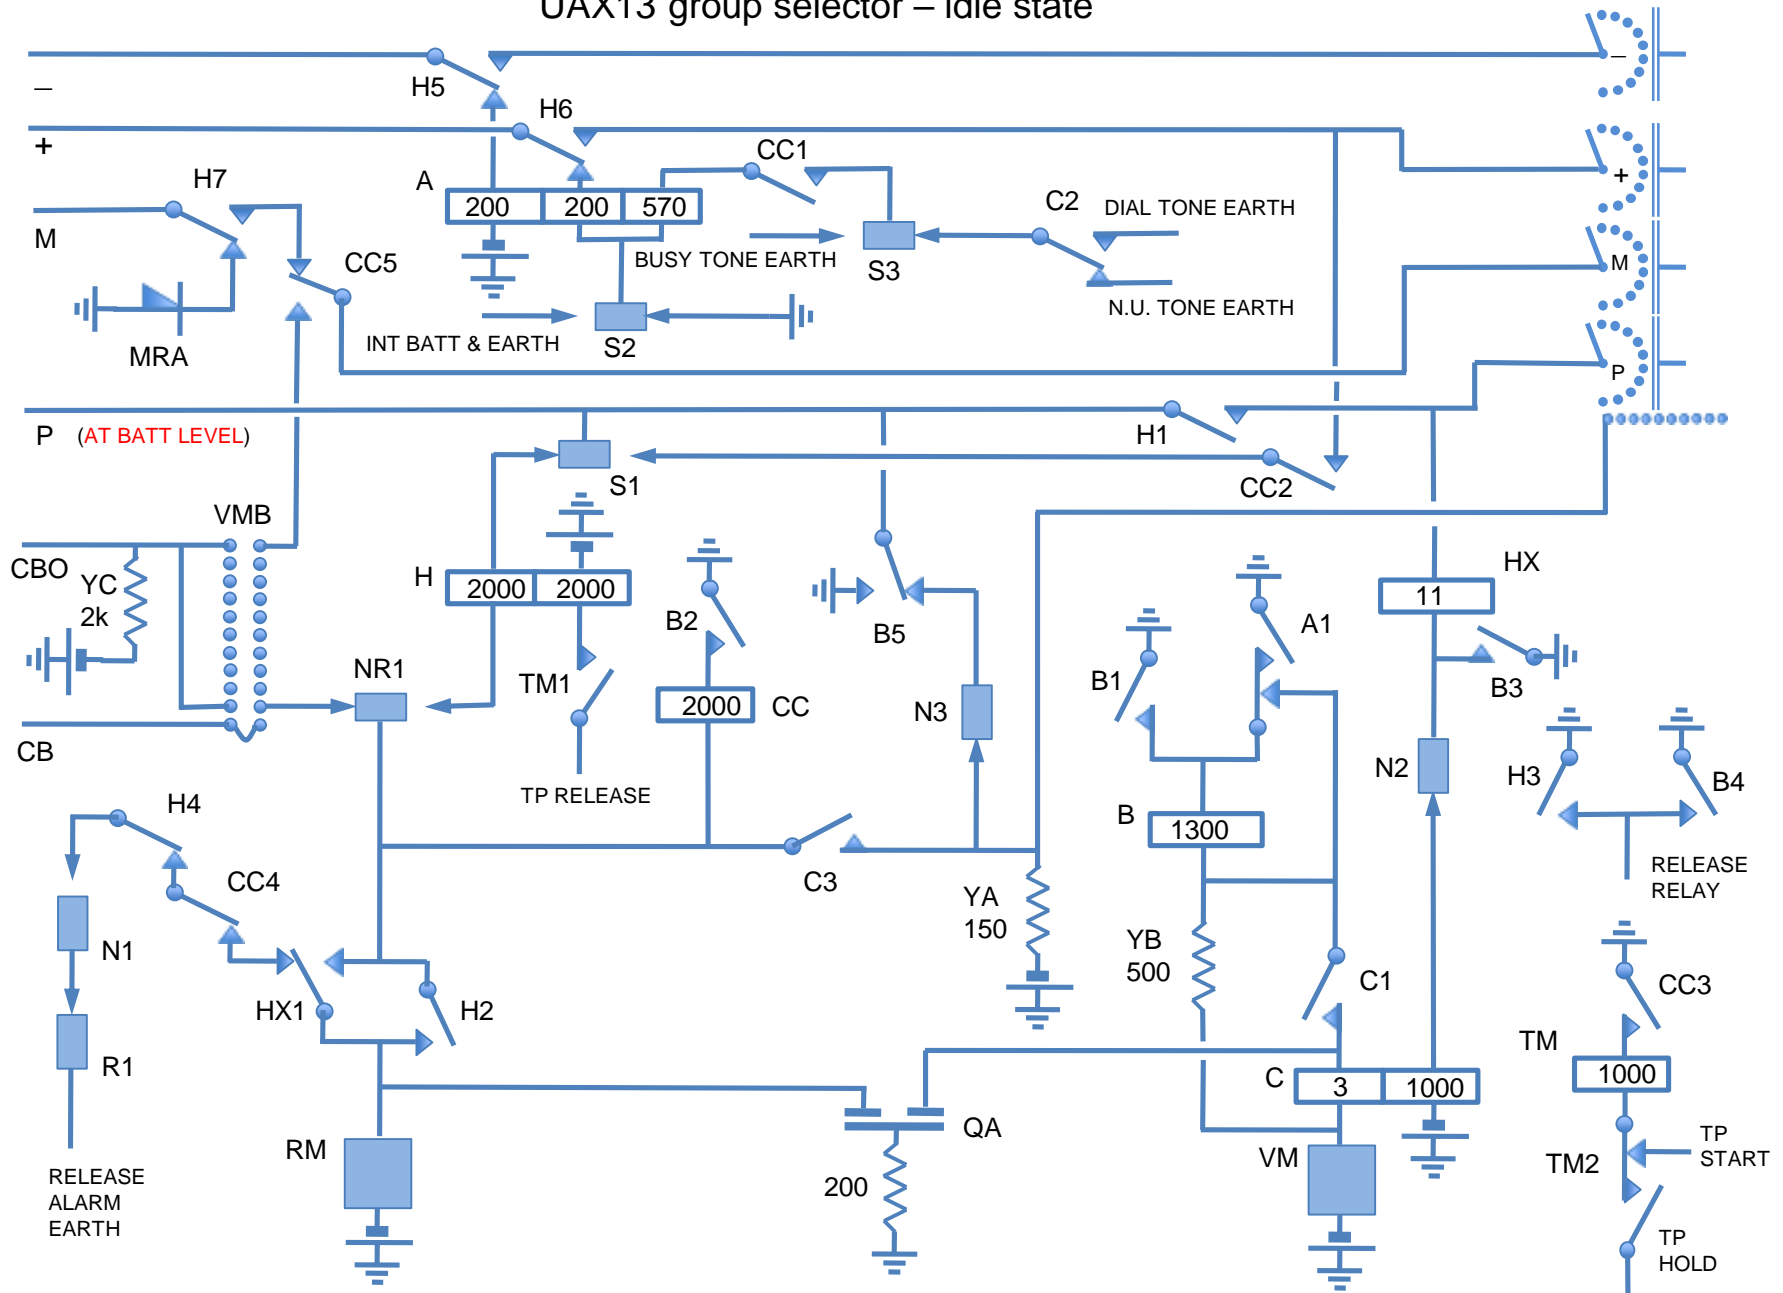 UAX13 group selector – idle state
–
H5
H6
+
A
CC1
H7
M
200
200
570
C2
DIAL TONE EARTH
BUSY TONE EARTH
S3
CC5
N.U. TONE EARTH
MRA
INT BATT & EARTH
S2
–
+
M
P
P (AT BATT LEVEL)
H1
S1
CC2
VMB
CBO
YC
2k
H
2000
2000
B2
B5
HX
11
A1
B1
B3
NR1
TM1
2000
CC
N3
CB
TP RELEASE
N2
H3
B4
H4
B
1300
RELEASE
RELAY
CC4
C3
YA
150
N1
YB
500
C1
CC3
HX1
H2
R1
TM
1000
C
3
1000
QA
RM
VM
TM2
TP
START
200
RELEASE
ALARM
EARTH
TP
HOLD